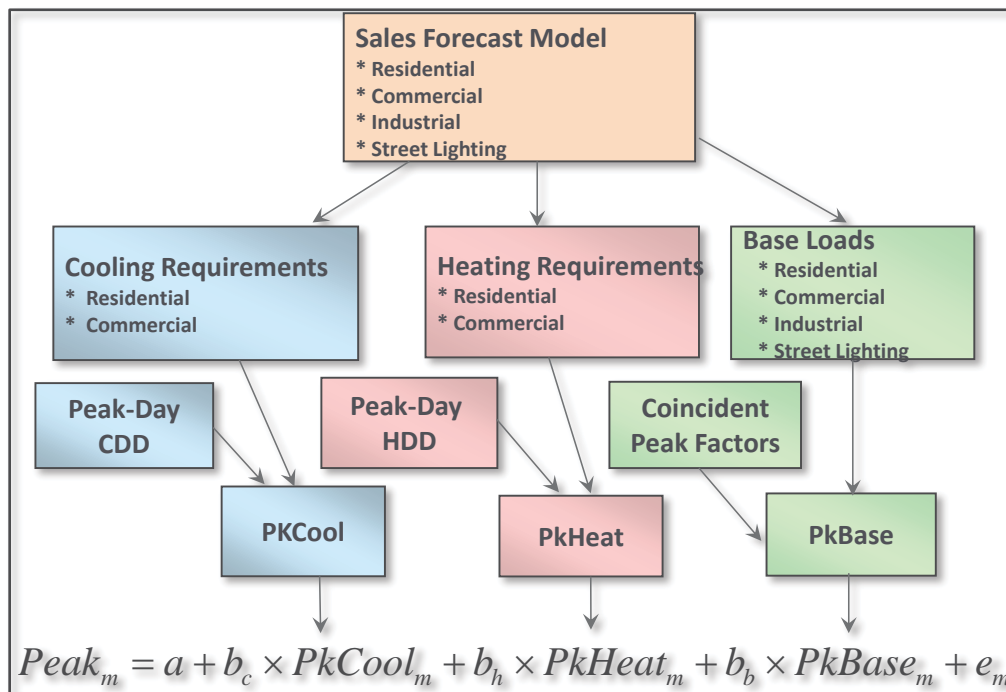 Sales Forecast Model
* Residential
* Commercial
* Industrial
* Street Lighting
Cooling Requirements
* Residential
* Commercial
Heating Requirements
* Residential
* Commercial
Base Loads
* Residential
* Commercial
* Industrial
* Street Lighting
Peak-Day
CDD
Peak-Day
HDD
Coincident
Peak Factors
PKCool
PkHeat
PkBase
Peak_m = a + b_c × PkCool_m + b_h × PkHeat_m + b_b × PkBase_m + e_m